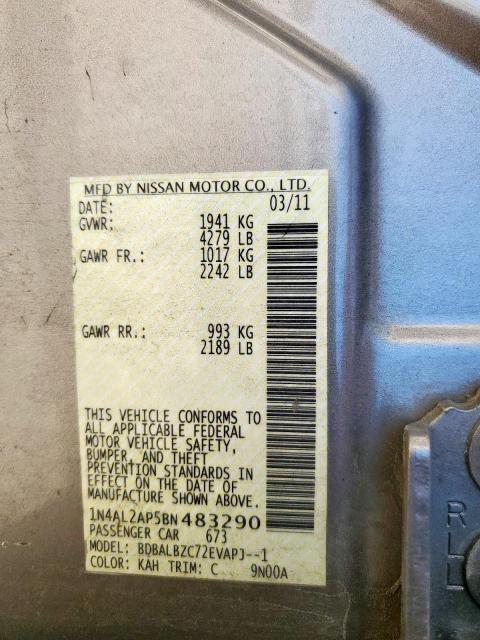 MFD BY NISSAN MOTOR CO., LTD.
DATE: 03/11
GVWR: 1941 KG
4279 LB
GAWR FR.: 1017 KG
2242 LB
GAWR RR.: 993 KG
2189 LB
THIS VEHICLE CONFORMS TO
ALL APPLICABLE FEDERAL
MOTOR VEHICLE SAFETY,
BUMPER, AND THEFT
PREVENTION STANDARDS IN
EFFECT ON THE DATE OF
MANUFACTURE SHOWN ABOVE.
1N4AL2AP5BN483290
PASSENGER CAR 673
MODEL: BDBALBZC72EVAPJ--1
COLOR: KAH TRIM: C 9N00A